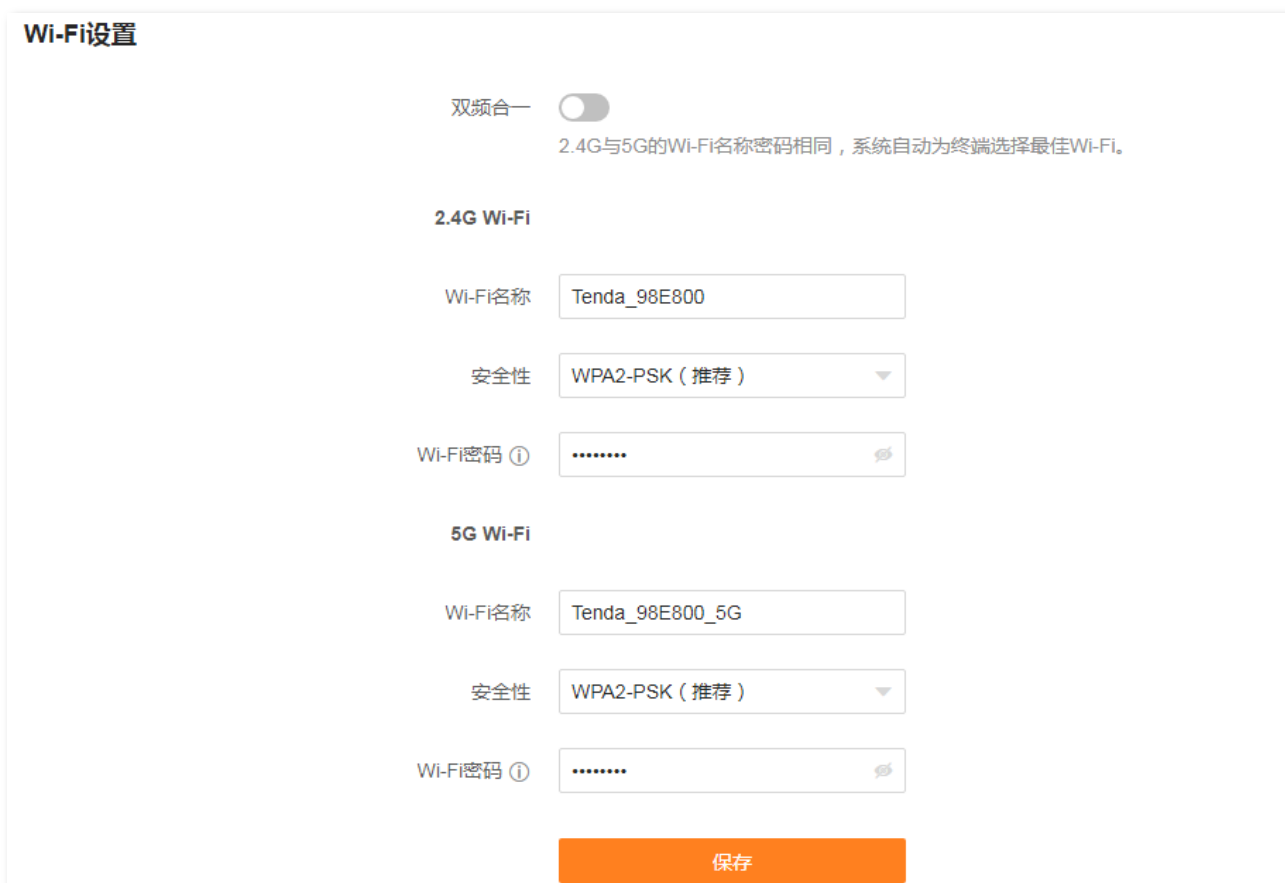 Wi-Fi设置
双频合一
2.4G与5G的Wi-Fi名称密码相同，系统自动为终端选择最佳Wi-Fi。
2.4G Wi-Fi
Wi-Fi名称 Tenda_98E800
安全性 WPA2-PSK（推荐）
Wi-Fi密码 ••••••••
5G Wi-Fi
Wi-Fi名称 Tenda_98E800_5G
安全性 WPA2-PSK（推荐）
Wi-Fi密码 ••••••••
保存